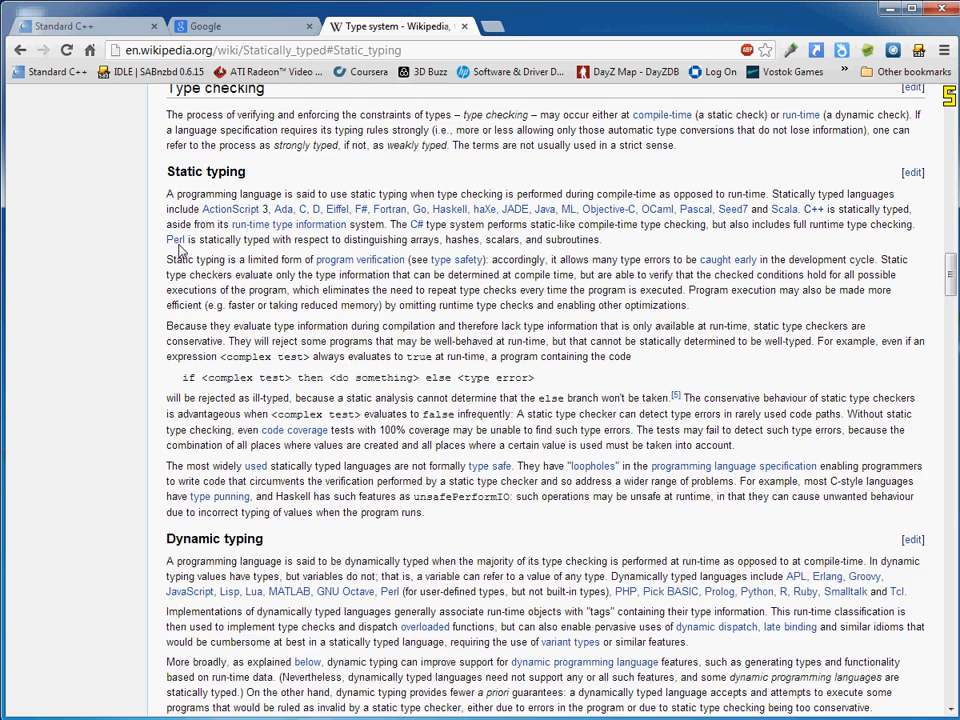 Standard C++
Google
Type system - Wikipedia,
en.wikipedia.org/wiki/Statically_typed#Static_typing
ABP
Standard C++
IDLE | SABnzbd 0.6.15
ATI Radeon™ Video ...
Coursera
3D Buzz
Software & Driver D...
DayZ Map - DayZDB
Log On
Vostok Games
»
Other bookmarks
Type checking [edit]
The process of verifying and enforcing the constraints of types – type checking – may occur either at compile-time (a static check) or run-time (a dynamic check). If
a language specification requires its typing rules strongly (i.e., more or less allowing only those automatic type conversions that do not lose information), one can
refer to the process as strongly typed, if not, as weakly typed. The terms are not usually used in a strict sense.
Static typing [edit]
A programming language is said to use static typing when type checking is performed during compile-time as opposed to run-time. Statically typed languages
include ActionScript 3, Ada, C, D, Eiffel, F#, Fortran, Go, Haskell, haXe, JADE, Java, ML, Objective-C, OCaml, Pascal, Seed7 and Scala. C++ is statically typed,
aside from its run-time type information system. The C# type system performs static-like compile-time type checking, but also includes full runtime type checking.
Perl is statically typed with respect to distinguishing arrays, hashes, scalars, and subroutines.
Static typing is a limited form of program verification (see type safety): accordingly, it allows many type errors to be caught early in the development cycle. Static
type checkers evaluate only the type information that can be determined at compile time, but are able to verify that the checked conditions hold for all possible
executions of the program, which eliminates the need to repeat type checks every time the program is executed. Program execution may also be made more
efficient (e.g. faster or taking reduced memory) by omitting runtime type checks and enabling other optimizations.
Because they evaluate type information during compilation and therefore lack type information that is only available at run-time, static type checkers are
conservative. They will reject some programs that may be well-behaved at run-time, but that cannot be statically determined to be well-typed. For example, even if an
expression <complex test> always evaluates to true at run-time, a program containing the code
if <complex test> then <do something> else <type error>
will be rejected as ill-typed, because a static analysis cannot determine that the else branch won't be taken.[5] The conservative behaviour of static type checkers
is advantageous when <complex test> evaluates to false infrequently: A static type checker can detect type errors in rarely used code paths. Without static
type checking, even code coverage tests with 100% coverage may be unable to find such type errors. The tests may fail to detect such type errors, because the
combination of all places where values are created and all places where a certain value is used must be taken into account.
The most widely used statically typed languages are not formally type safe. They have "loopholes" in the programming language specification enabling programmers
to write code that circumvents the verification performed by a static type checker and so address a wider range of problems. For example, most C-style languages
have type punning, and Haskell has such features as unsafePerformIO: such operations may be unsafe at runtime, in that they can cause unwanted behaviour
due to incorrect typing of values when the program runs.
Dynamic typing [edit]
A programming language is said to be dynamically typed when the majority of its type checking is performed at run-time as opposed to at compile-time. In dynamic
typing values have types, but variables do not; that is, a variable can refer to a value of any type. Dynamically typed languages include APL, Erlang, Groovy,
JavaScript, Lisp, Lua, MATLAB, GNU Octave, Perl (for user-defined types, but not built-in types), PHP, Pick BASIC, Prolog, Python, R, Ruby, Smalltalk and Tcl.
Implementations of dynamically typed languages generally associate run-time objects with "tags" containing their type information. This run-time classification is
then used to implement type checks and dispatch overloaded functions, but can also enable pervasive uses of dynamic dispatch, late binding and similar idioms that
would be cumbersome at best in a statically typed language, requiring the use of variant types or similar features.
More broadly, as explained below, dynamic typing can improve support for dynamic programming language features, such as generating types and functionality
based on run-time data. (Nevertheless, dynamically typed languages need not support any or all such features, and some dynamic programming languages are
statically typed.) On the other hand, dynamic typing provides fewer a priori guarantees: a dynamically typed language accepts and attempts to execute some
programs that would be ruled as invalid by a static type checker, either due to errors in the program or due to static type checking being too conservative.